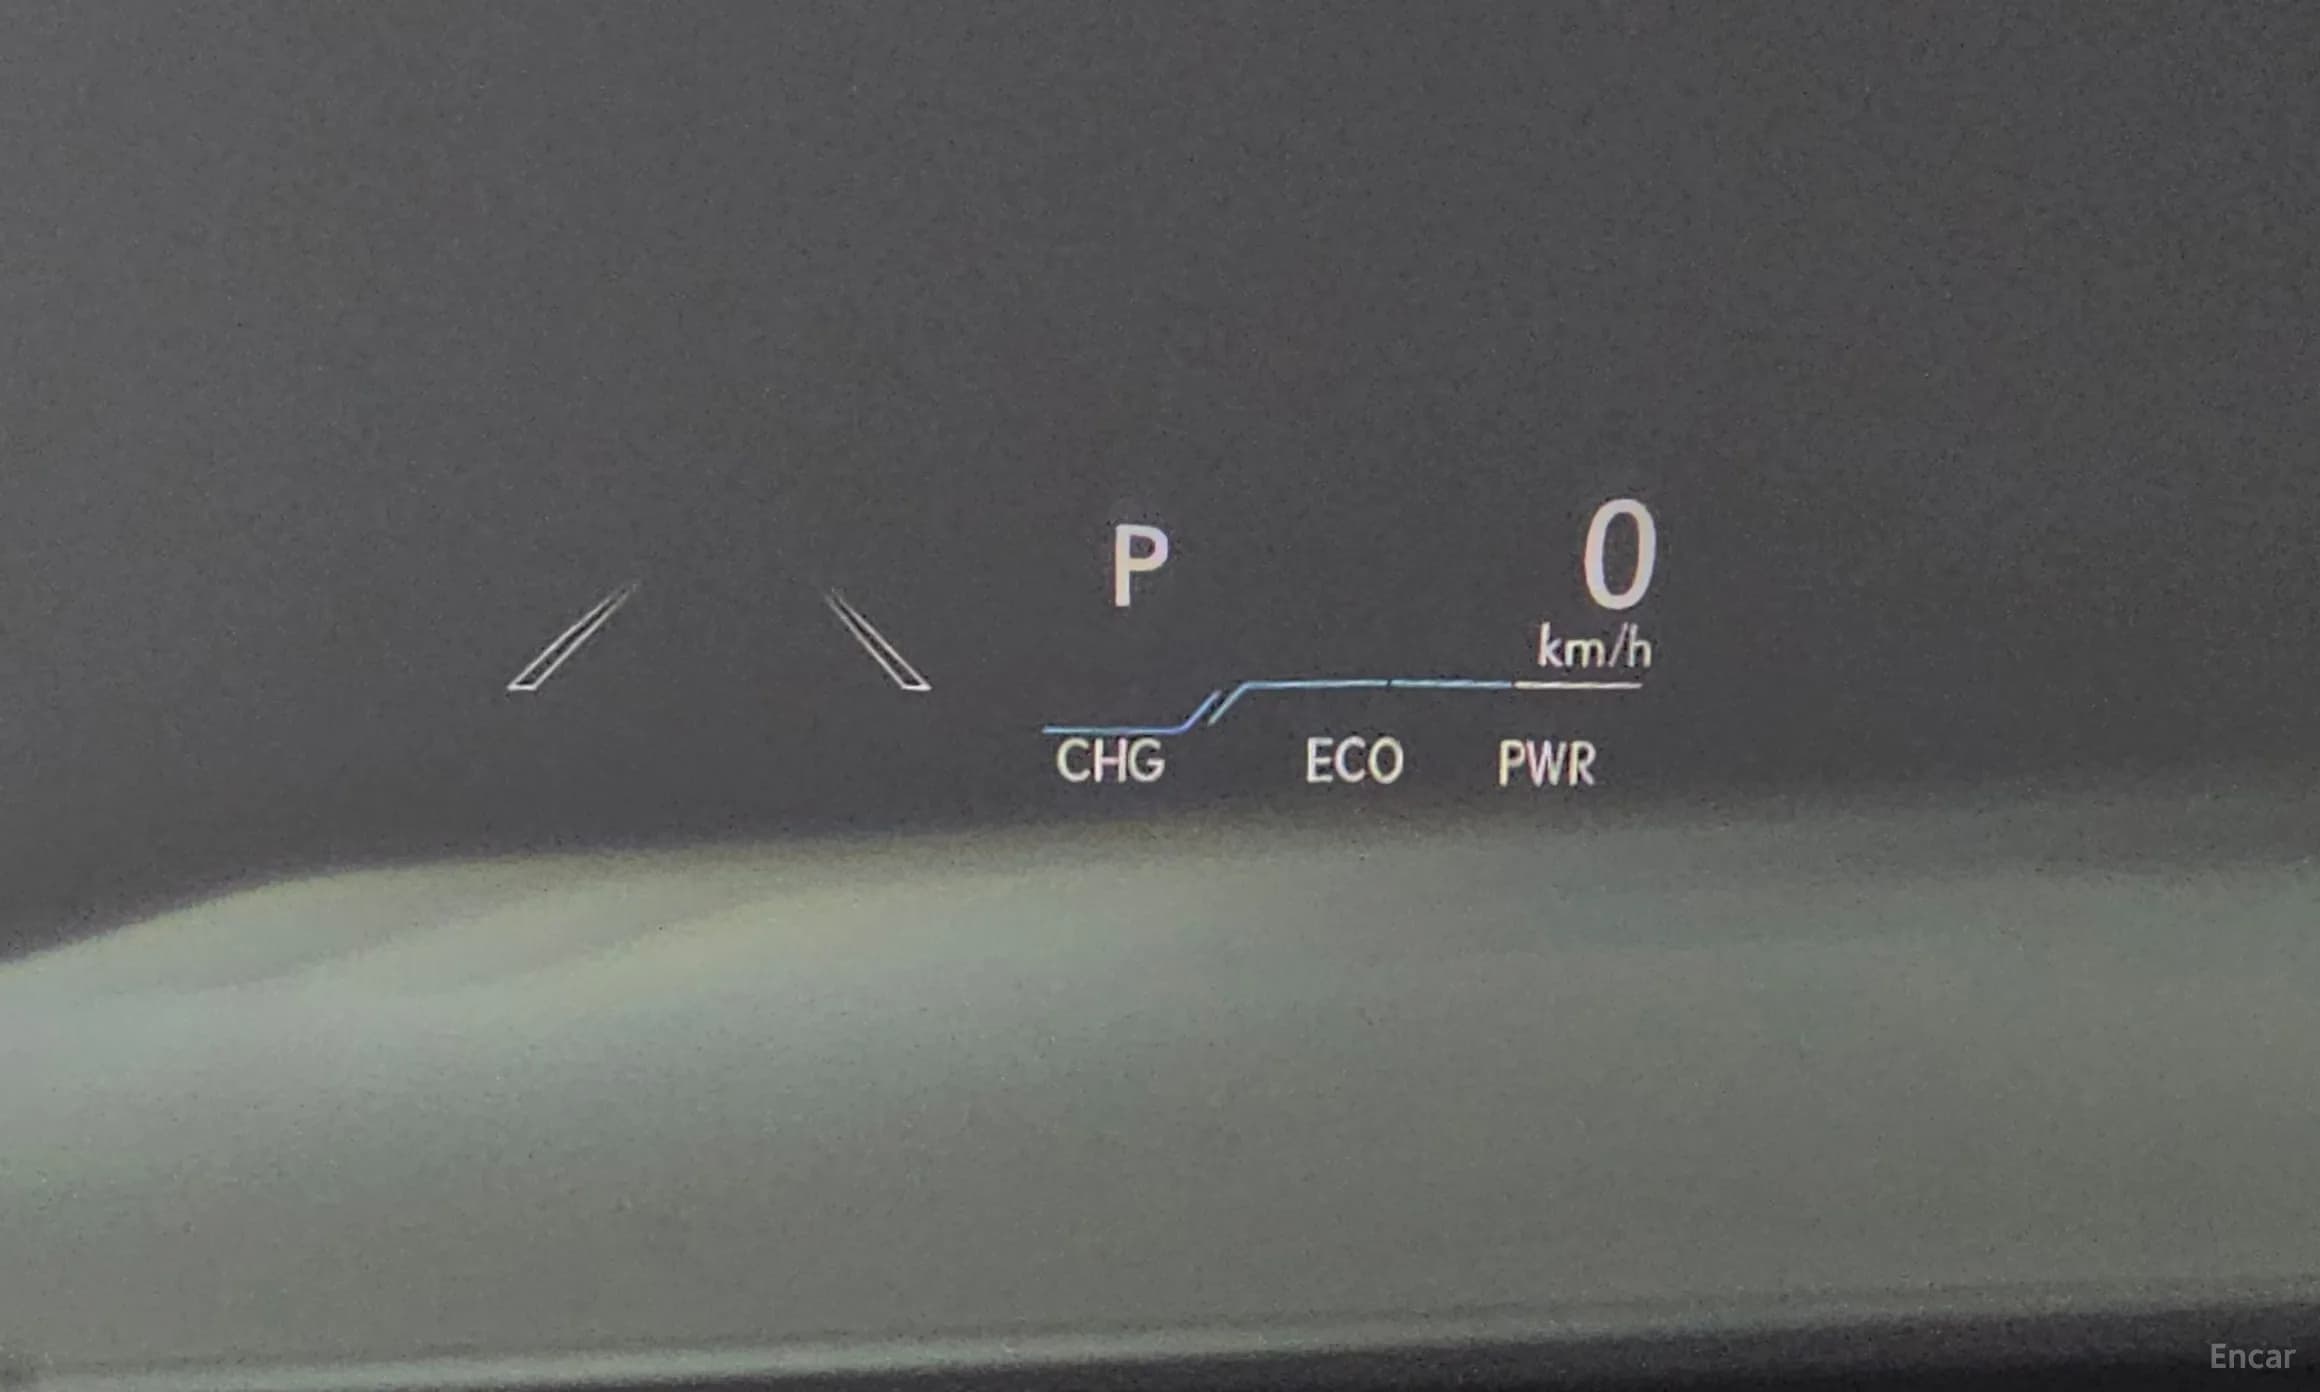 P 0
km/h
CHG ECO PWR
Encar